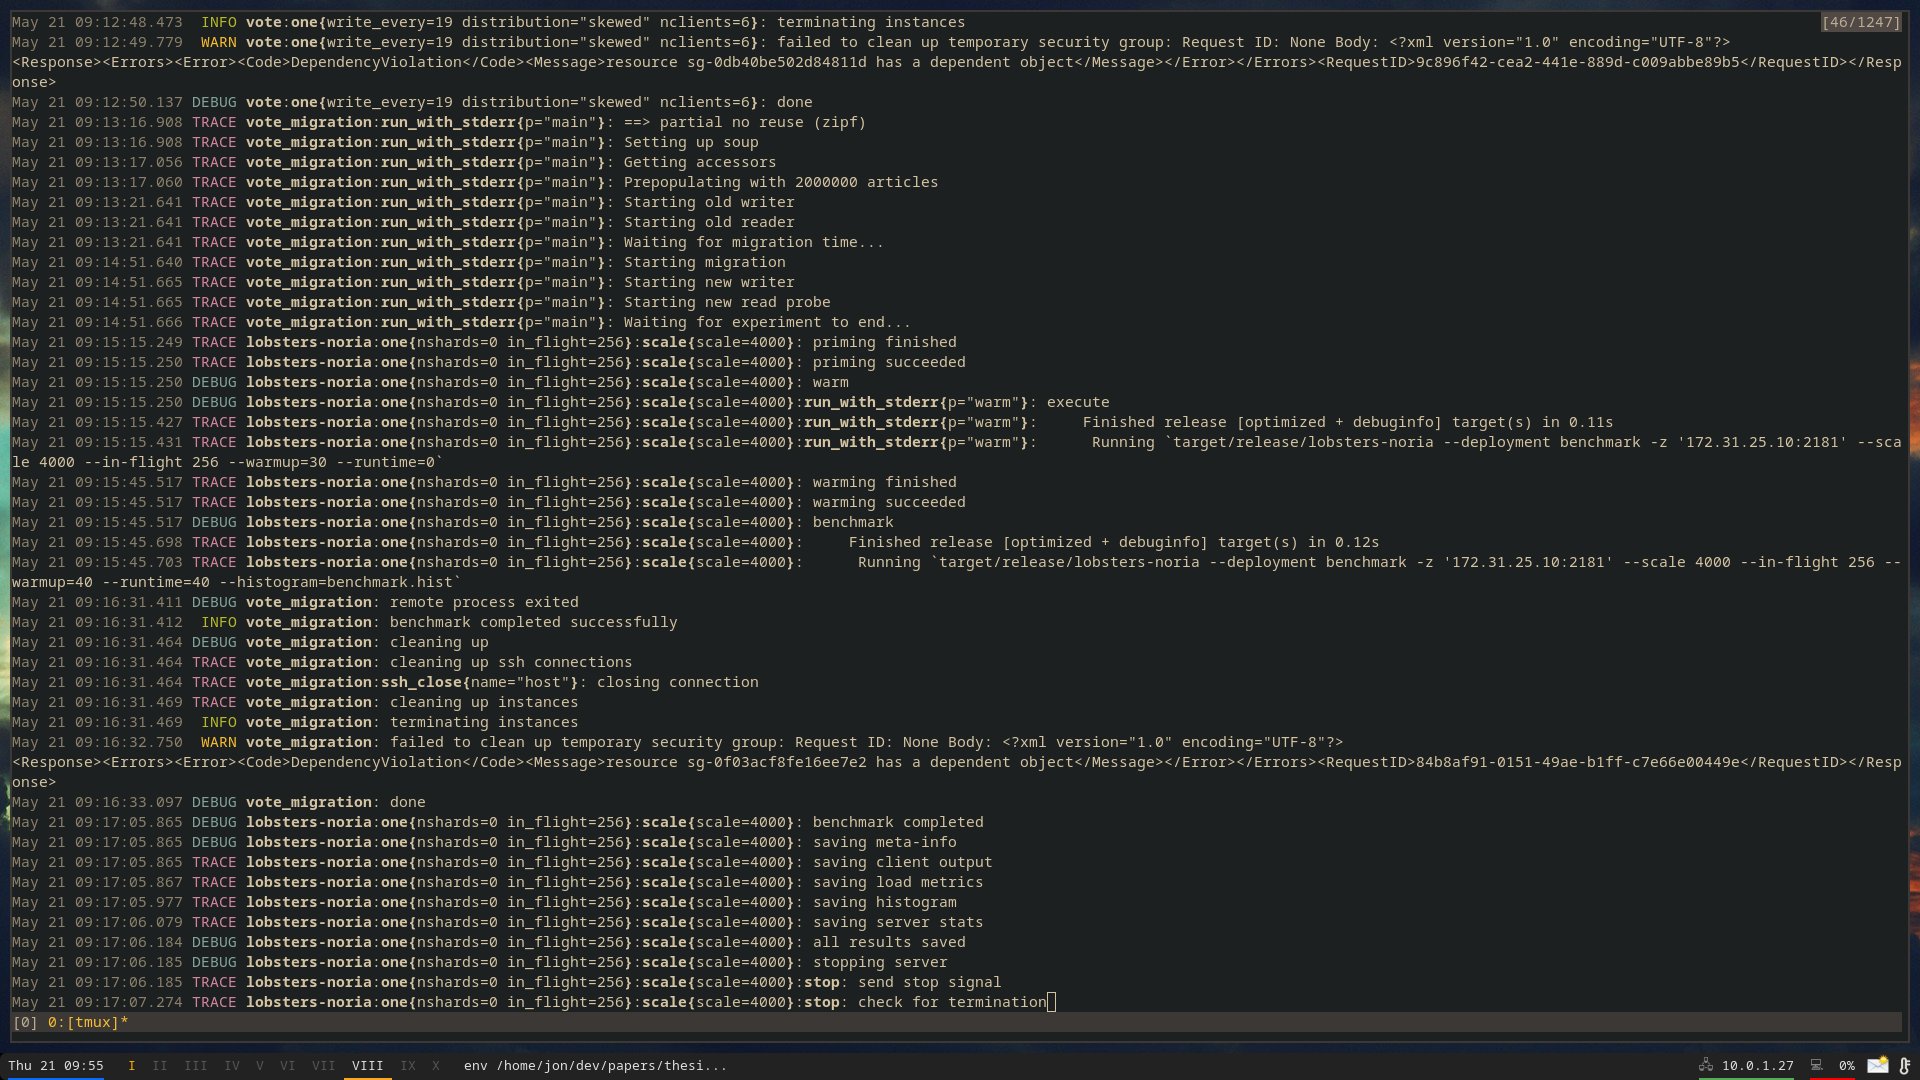 May 21 09:12:48.473  INFO vote:one{write_every=19 distribution="skewed" nclients=6}: terminating instances [46/1247]
May 21 09:12:49.779  WARN vote:one{write_every=19 distribution="skewed" nclients=6}: failed to clean up temporary security group: Request ID: None Body: <?xml version="1.0" encoding="UTF-8"?>
<Response><Errors><Error><Code>DependencyViolation</Code><Message>resource sg-0db40be502d84811d has a dependent object</Message></Error></Errors><RequestID>9c896f42-cea2-441e-889d-c009abbe89b5</RequestID></Resp
onse>
May 21 09:12:50.137 DEBUG vote:one{write_every=19 distribution="skewed" nclients=6}: done
May 21 09:13:16.908 TRACE vote_migration:run_with_stderr{p="main"}: ==> partial no reuse (zipf)
May 21 09:13:16.908 TRACE vote_migration:run_with_stderr{p="main"}: Setting up soup
May 21 09:13:17.056 TRACE vote_migration:run_with_stderr{p="main"}: Getting accessors
May 21 09:13:17.060 TRACE vote_migration:run_with_stderr{p="main"}: Prepopulating with 2000000 articles
May 21 09:13:21.641 TRACE vote_migration:run_with_stderr{p="main"}: Starting old writer
May 21 09:13:21.641 TRACE vote_migration:run_with_stderr{p="main"}: Starting old reader
May 21 09:13:21.641 TRACE vote_migration:run_with_stderr{p="main"}: Waiting for migration time...
May 21 09:14:51.640 TRACE vote_migration:run_with_stderr{p="main"}: Starting migration
May 21 09:14:51.665 TRACE vote_migration:run_with_stderr{p="main"}: Starting new writer
May 21 09:14:51.665 TRACE vote_migration:run_with_stderr{p="main"}: Starting new read probe
May 21 09:14:51.666 TRACE vote_migration:run_with_stderr{p="main"}: Waiting for experiment to end...
May 21 09:15:15.249 TRACE lobsters-noria:one{nshards=0 in_flight=256}:scale{scale=4000}: priming finished
May 21 09:15:15.250 TRACE lobsters-noria:one{nshards=0 in_flight=256}:scale{scale=4000}: priming succeeded
May 21 09:15:15.250 DEBUG lobsters-noria:one{nshards=0 in_flight=256}:scale{scale=4000}: warm
May 21 09:15:15.250 DEBUG lobsters-noria:one{nshards=0 in_flight=256}:scale{scale=4000}:run_with_stderr{p="warm"}: execute
May 21 09:15:15.427 TRACE lobsters-noria:one{nshards=0 in_flight=256}:scale{scale=4000}:run_with_stderr{p="warm"}:     Finished release [optimized + debuginfo] target(s) in 0.11s
May 21 09:15:15.431 TRACE lobsters-noria:one{nshards=0 in_flight=256}:scale{scale=4000}:run_with_stderr{p="warm"}:      Running `target/release/lobsters-noria --deployment benchmark -z '172.31.25.10:2181' --sca
le 4000 --in-flight 256 --warmup=30 --runtime=0`
May 21 09:15:45.517 TRACE lobsters-noria:one{nshards=0 in_flight=256}:scale{scale=4000}: warming finished
May 21 09:15:45.517 TRACE lobsters-noria:one{nshards=0 in_flight=256}:scale{scale=4000}: warming succeeded
May 21 09:15:45.517 DEBUG lobsters-noria:one{nshards=0 in_flight=256}:scale{scale=4000}: benchmark
May 21 09:15:45.698 TRACE lobsters-noria:one{nshards=0 in_flight=256}:scale{scale=4000}:     Finished release [optimized + debuginfo] target(s) in 0.12s
May 21 09:15:45.703 TRACE lobsters-noria:one{nshards=0 in_flight=256}:scale{scale=4000}:      Running `target/release/lobsters-noria --deployment benchmark -z '172.31.25.10:2181' --scale 4000 --in-flight 256 --
warmup=40 --runtime=40 --histogram=benchmark.hist`
May 21 09:16:31.411 DEBUG vote_migration: remote process exited
May 21 09:16:31.412  INFO vote_migration: benchmark completed successfully
May 21 09:16:31.464 DEBUG vote_migration: cleaning up
May 21 09:16:31.464 TRACE vote_migration: cleaning up ssh connections
May 21 09:16:31.464 TRACE vote_migration:ssh_close{name="host"}: closing connection
May 21 09:16:31.469 TRACE vote_migration: cleaning up instances
May 21 09:16:31.469  INFO vote_migration: terminating instances
May 21 09:16:32.750  WARN vote_migration: failed to clean up temporary security group: Request ID: None Body: <?xml version="1.0" encoding="UTF-8"?>
<Response><Errors><Error><Code>DependencyViolation</Code><Message>resource sg-0f03acf8fe16ee7e2 has a dependent object</Message></Error></Errors><RequestID>84b8af91-0151-49ae-b1ff-c7e66e00449e</RequestID></Resp
onse>
May 21 09:16:33.097 DEBUG vote_migration: done
May 21 09:17:05.865 DEBUG lobsters-noria:one{nshards=0 in_flight=256}:scale{scale=4000}: benchmark completed
May 21 09:17:05.865 DEBUG lobsters-noria:one{nshards=0 in_flight=256}:scale{scale=4000}: saving meta-info
May 21 09:17:05.865 TRACE lobsters-noria:one{nshards=0 in_flight=256}:scale{scale=4000}: saving client output
May 21 09:17:05.867 TRACE lobsters-noria:one{nshards=0 in_flight=256}:scale{scale=4000}: saving load metrics
May 21 09:17:05.977 TRACE lobsters-noria:one{nshards=0 in_flight=256}:scale{scale=4000}: saving histogram
May 21 09:17:06.079 TRACE lobsters-noria:one{nshards=0 in_flight=256}:scale{scale=4000}: saving server stats
May 21 09:17:06.184 DEBUG lobsters-noria:one{nshards=0 in_flight=256}:scale{scale=4000}: all results saved
May 21 09:17:06.185 DEBUG lobsters-noria:one{nshards=0 in_flight=256}:scale{scale=4000}: stopping server
May 21 09:17:06.185 TRACE lobsters-noria:one{nshards=0 in_flight=256}:scale{scale=4000}:stop: send stop signal
May 21 09:17:07.274 TRACE lobsters-noria:one{nshards=0 in_flight=256}:scale{scale=4000}:stop: check for termination
[0] 0:[tmux]*
Thu 21 09:55 I II III IV V VI VII VIII IX X env /home/jon/dev/papers/thesi... 10.0.1.27 0%